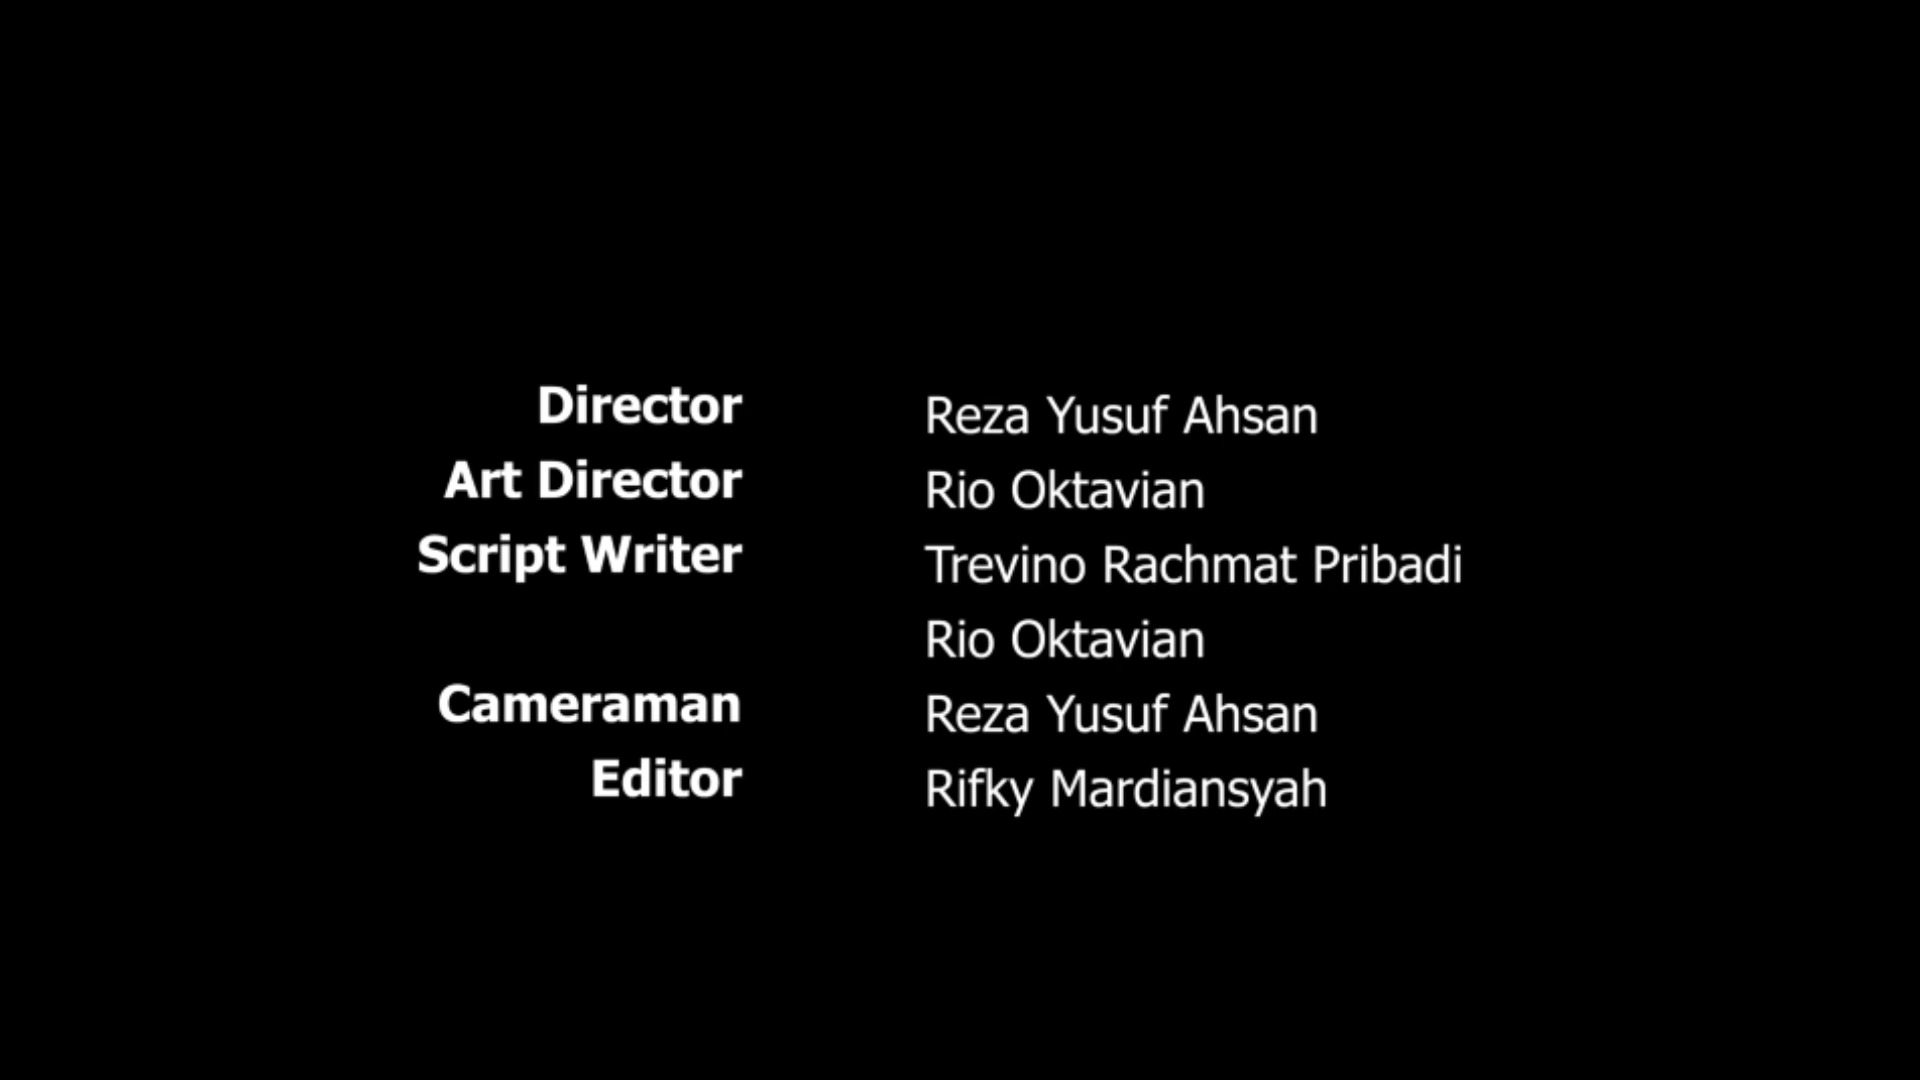 Director Reza Yusuf Ahsan
Art Director Rio Oktavian
Script Writer Trevino Rachmat Pribadi
Rio Oktavian
Cameraman Reza Yusuf Ahsan
Editor Rifky Mardiansyah